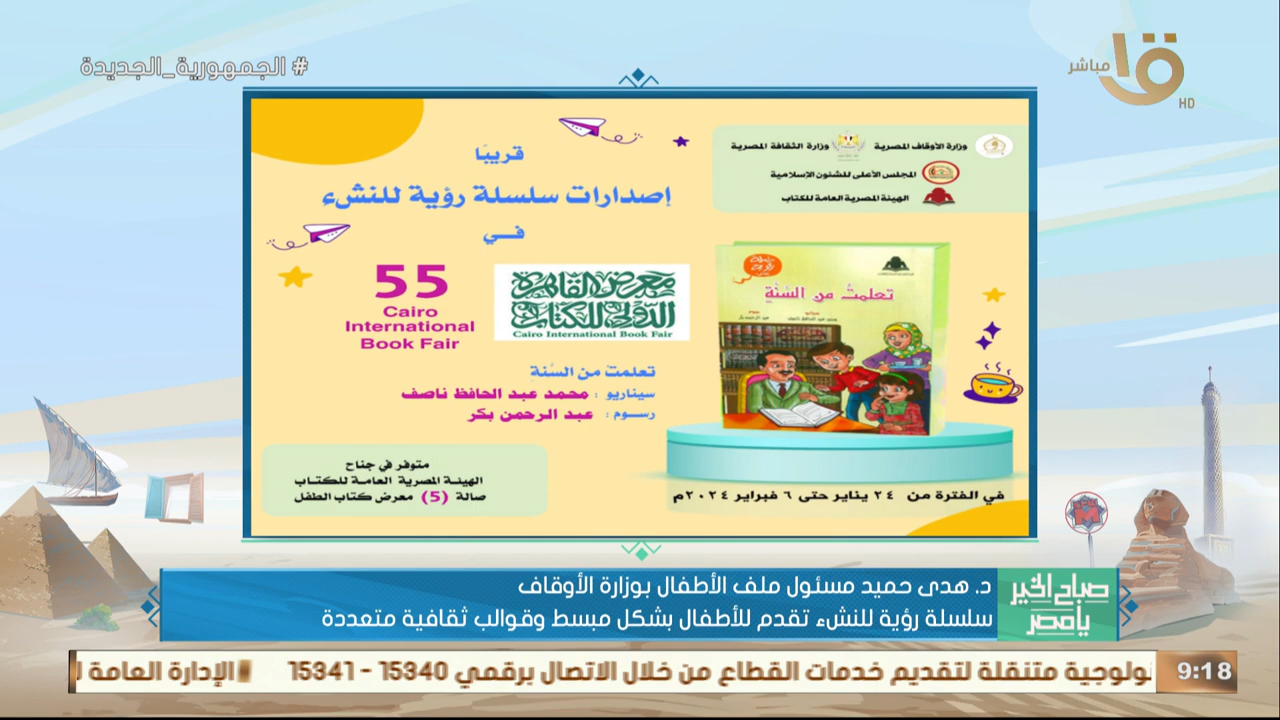 # الجمهورية_الجديدة
مباشر
HD
وزارة الأوقاف المصرية
وزارة الثقافة المصرية
المجلس الأعلى للشئون الإسلامية
الهيئة المصرية العامة للكتاب
قريبًا
إصدارات سلسلة رؤية للنشء
في
55
Cairo
International
Book Fair
معرض القاهرة
الدولي للكتاب
Cairo International Book Fair
تعلمت من السُّنة
سيناريو : محمد عبد الحافظ ناصف
رسوم : عبد الرحمن بكر
تعلمتُ من السُّنَّةِ
متوفر في جناح
الهيئة المصرية العامة للكتاب
صالة (5) معرض كتاب الطفل
في الفترة من ٢٤ يناير حتى ٦ فبراير ٢٠٢٤م
صباح الخير
يا مصر
د. هدى حميد مسئول ملف الأطفال بوزارة الأوقاف
سلسلة رؤية للنشء تقدم للأطفال بشكل مبسط وقوالب ثقافية متعددة
9:18
متنقلة لتقديم خدمات القطاع من خلال الاتصال برقمي 15340 - 15341
الإدارة العامة